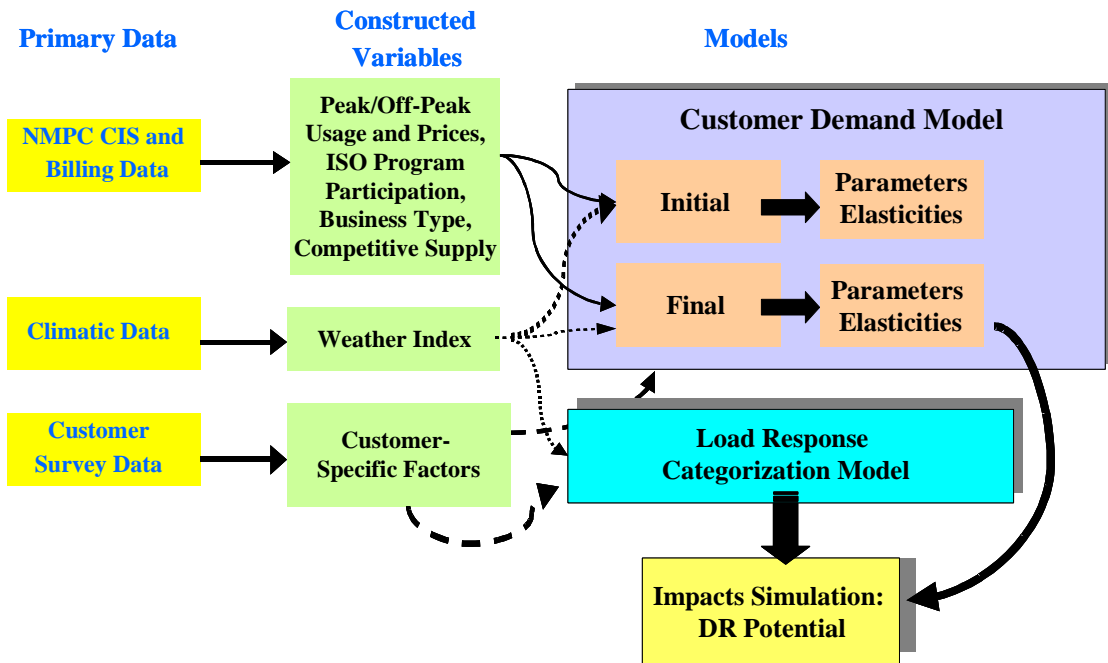 Primary Data
Constructed
Variables
Models
NMPC CIS and
Billing Data
Peak/Off-Peak
Usage and Prices,
ISO Program
Participation,
Business Type,
Competitive Supply
Customer Demand Model
Initial
Parameters
Elasticities
Final
Parameters
Elasticities
Climatic Data
Weather Index
Customer
Survey Data
Customer-
Specific Factors
Load Response
Categorization Model
Impacts Simulation:
DR Potential